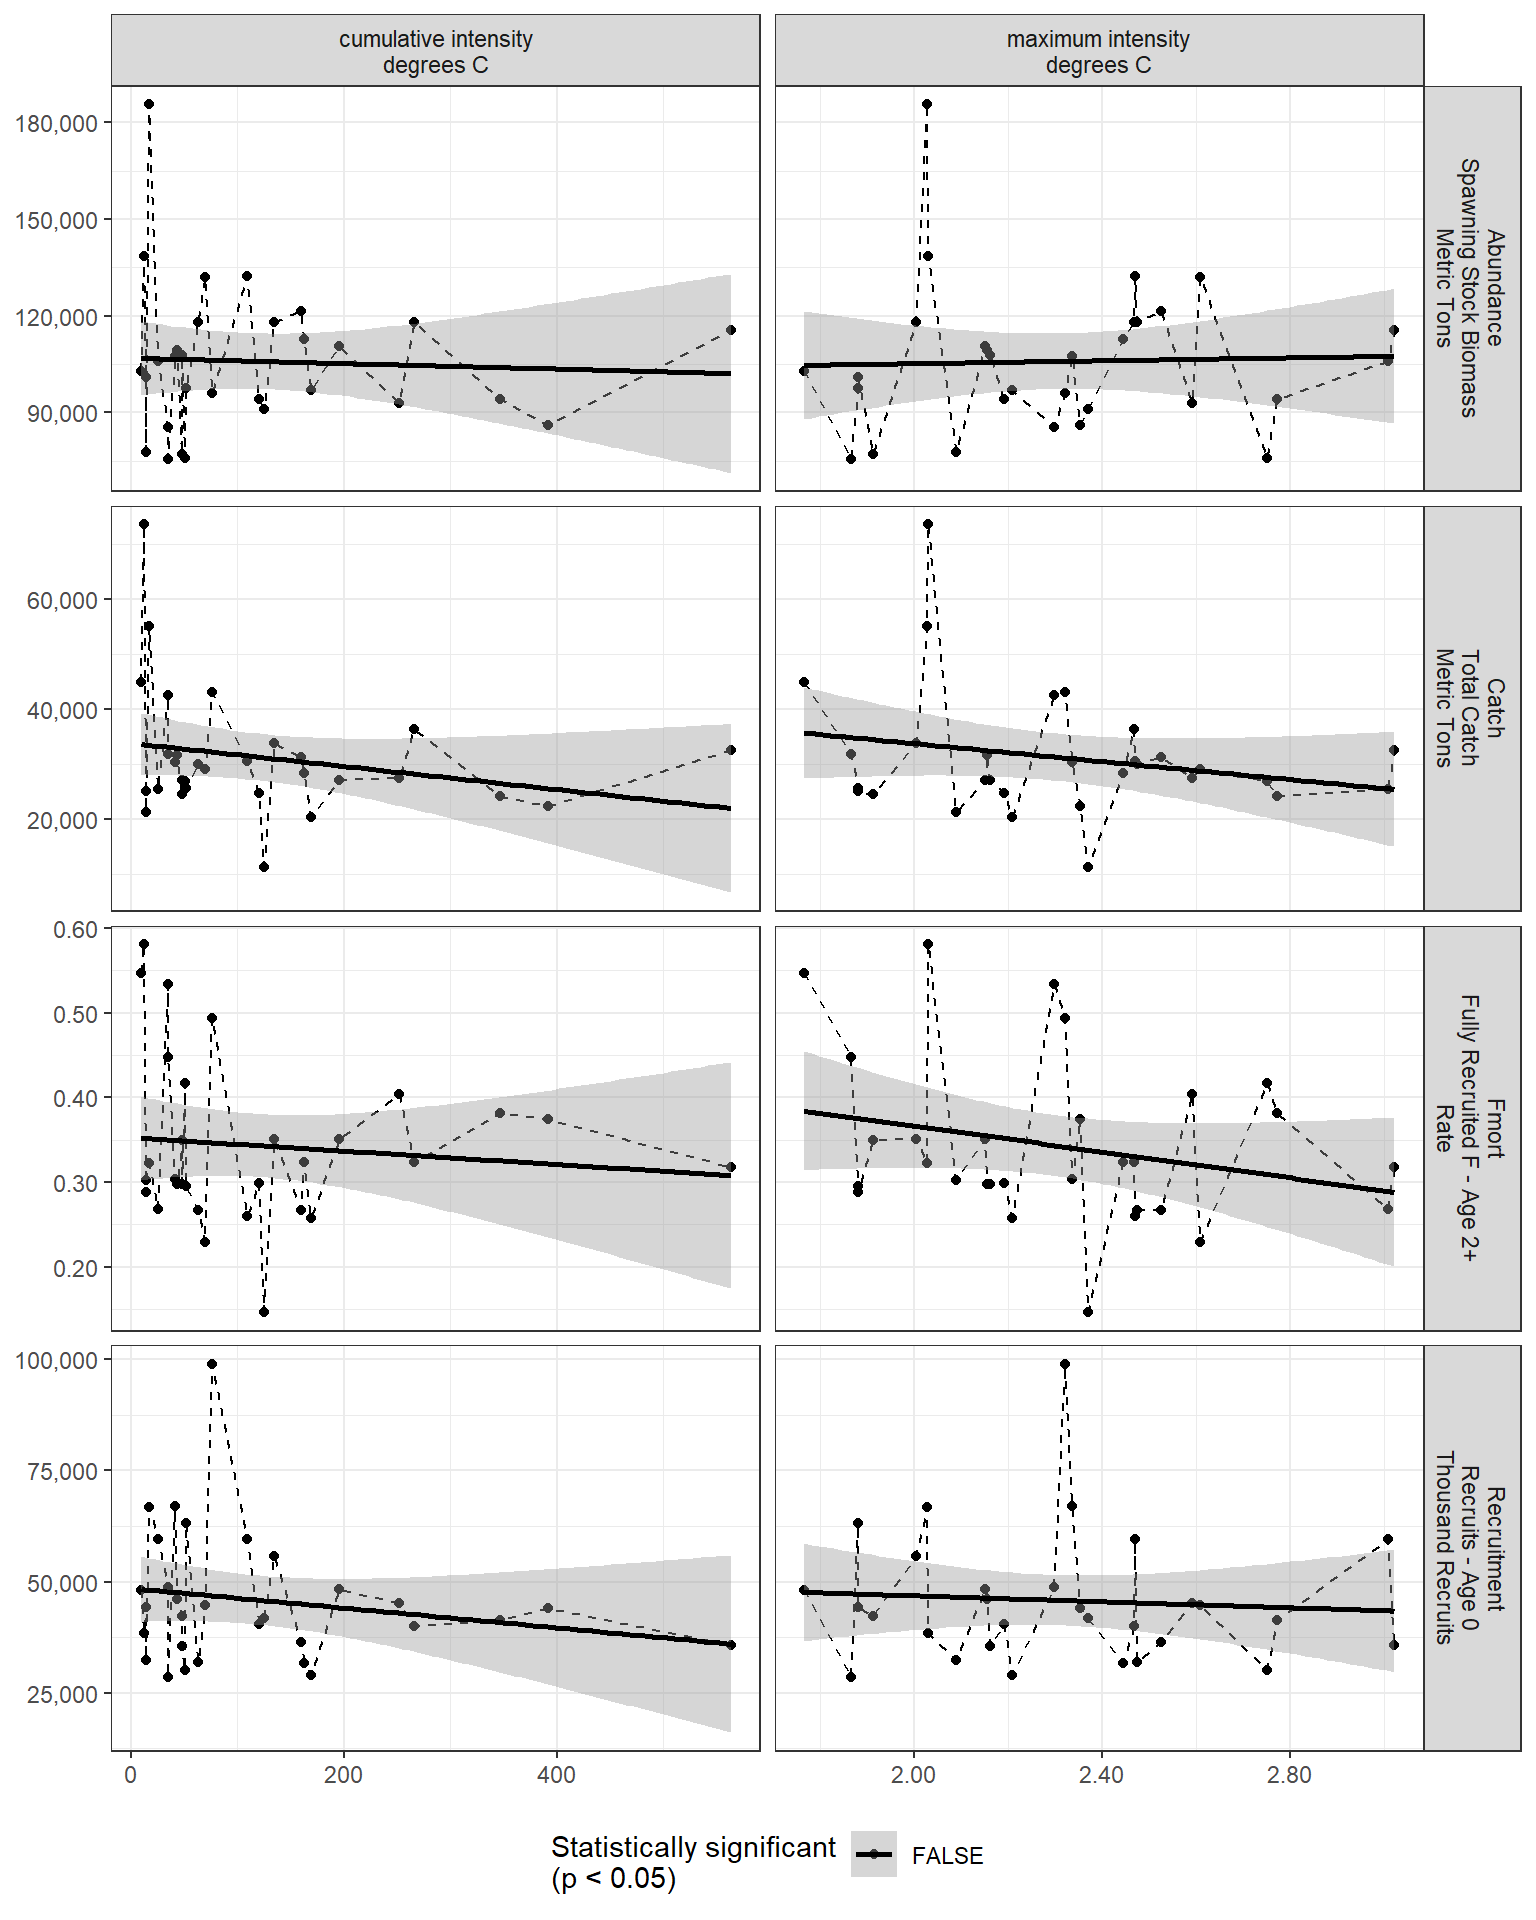 cumulative intensity
degrees C
maximum intensity
degrees C
180,000
150,000
120,000
90,000
Abundance
Spawning Stock Biomass
Metric Tons
60,000
40,000
20,000
Catch
Total Catch
Metric Tons
0.60
0.50
0.40
0.30
0.20
Fmort
Fully Recruited F - Age 2+
Rate
100,000
75,000
50,000
25,000
Recruitment
Recruits - Age 0
Thousand Recruits
0
200
400
2.00
2.40
2.80
Statistically significant
(p < 0.05)
FALSE